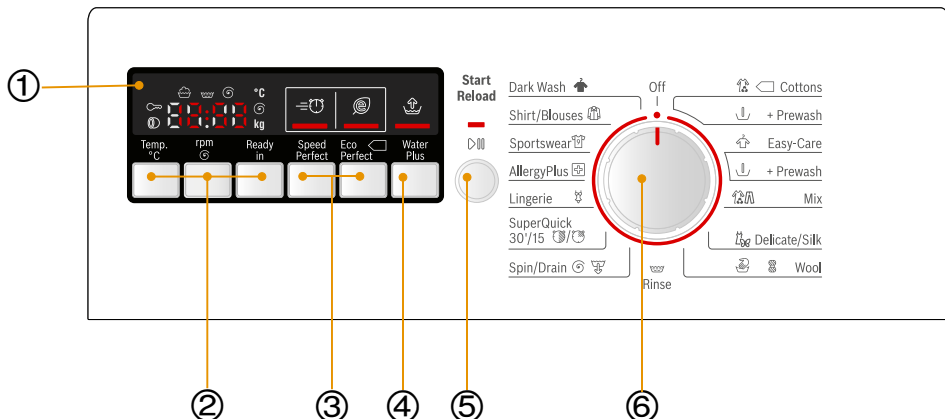 ①
°C
kg
Temp.
°C
rpm
Ready
in
Speed
Perfect
Eco
Perfect
Water
Plus
Start
Reload
Off
Dark Wash
Shirt/Blouses
Sportswear
AllergyPlus
Lingerie
SuperQuick
30'/15
/
Spin/Drain
Rinse
Cottons
+ Prewash
Easy-Care
+ Prewash
Mix
Delicate/Silk
Wool
②
③
④
⑤
⑥